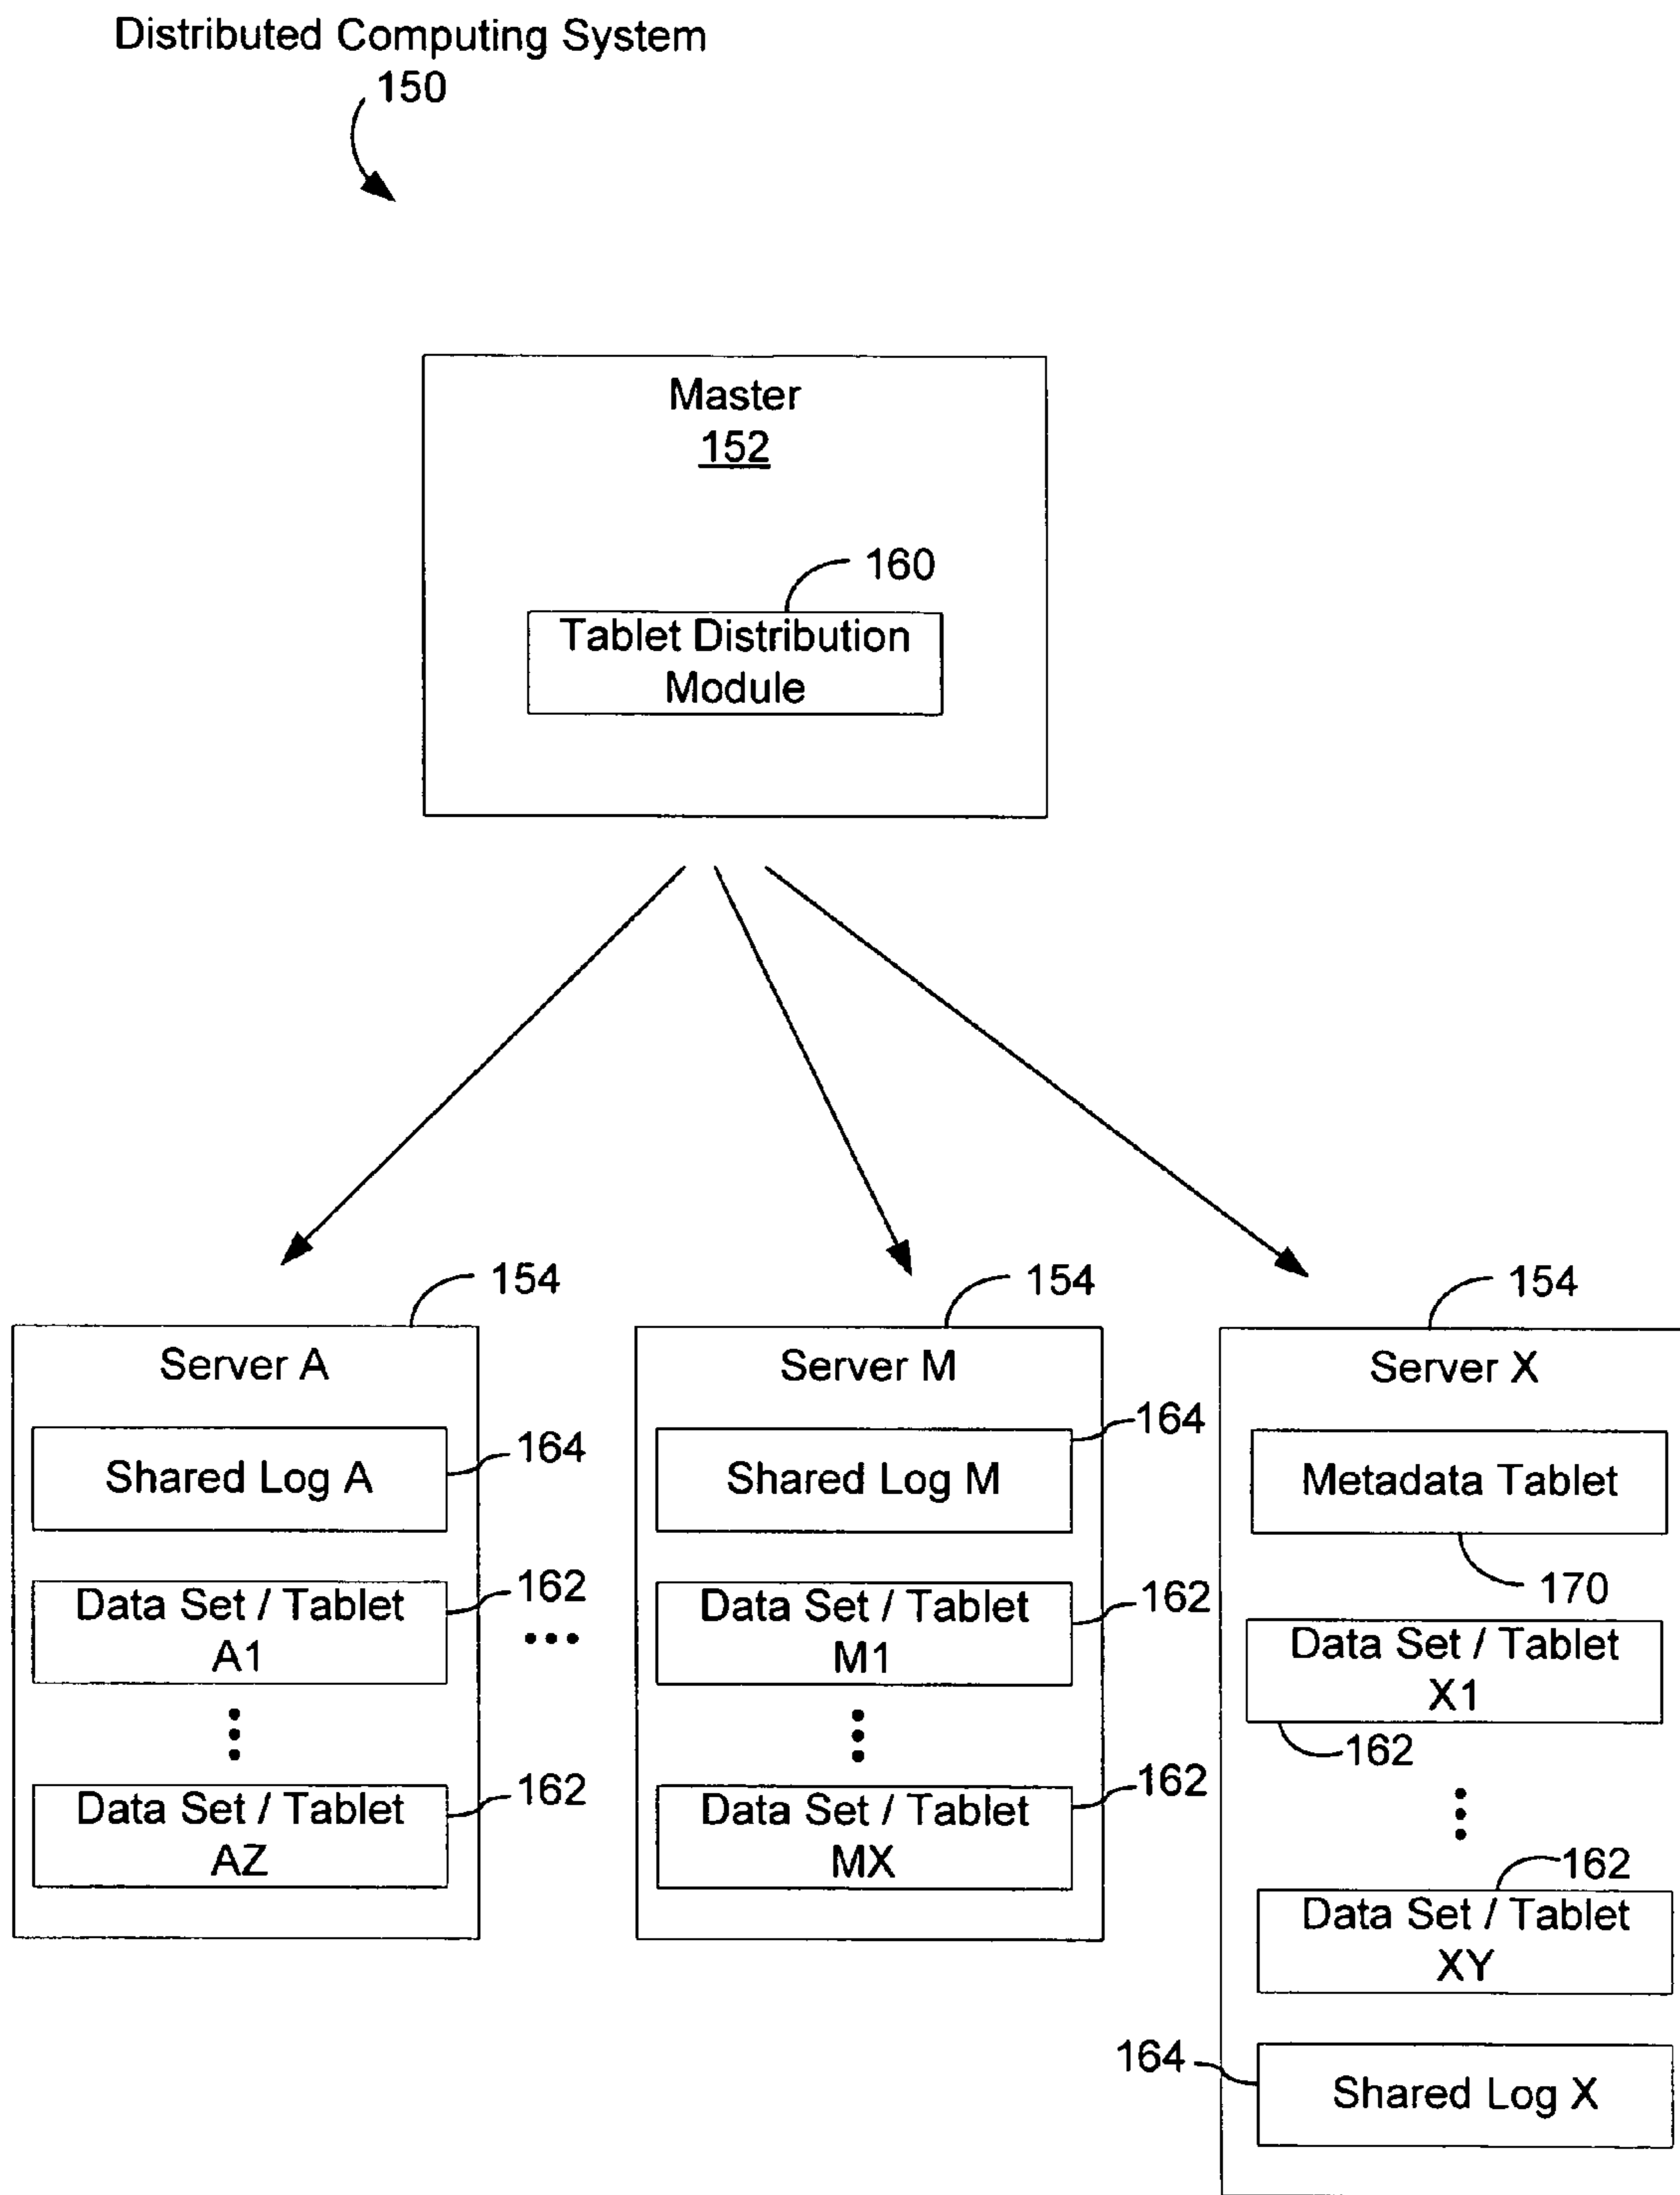 Distributed Computing System
150
Master
152
160
Tablet Distribution
Module
154
Server A
Shared Log A
164
Data Set / Tablet
A1
162
Data Set / Tablet
AZ
162
154
Server M
Shared Log M
164
Data Set / Tablet
M1
162
Data Set / Tablet
MX
162
154
Server X
Metadata Tablet
170
Data Set / Tablet
X1
162
162
Data Set / Tablet
XY
164
Shared Log X